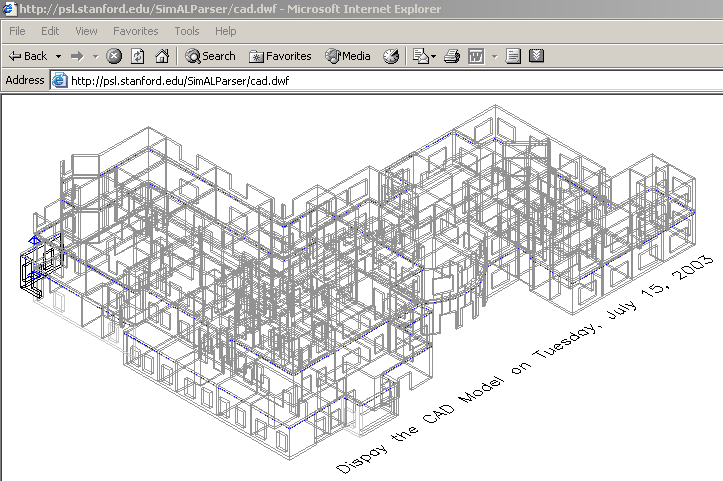 http://psl.stanford.edu/SimALParser/cad.dwf - Microsoft Internet Explorer
File Edit View Favorites Tools Help
Back Search Favorites Media
Address http://psl.stanford.edu/SimALParser/cad.dwf
Dispay the CAD Model on Tuesday, July 15, 2003